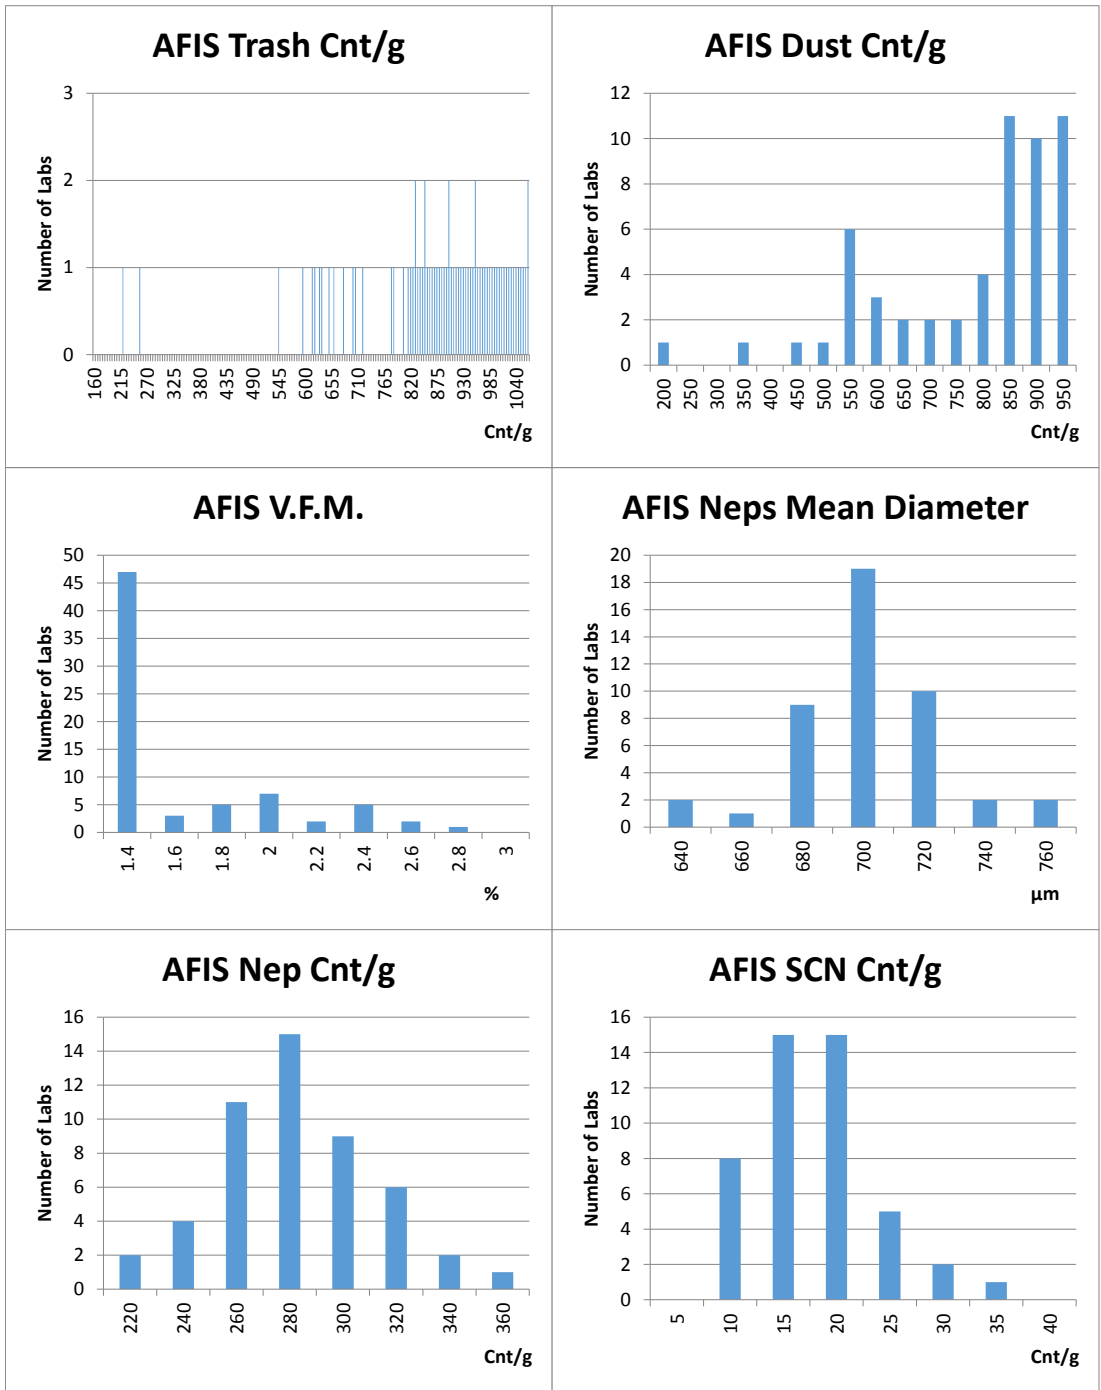 AFIS Trash Cnt/g
Number of Labs
3
2
1
0
160 215 270 325 380 435 490 545 600 655 710 765 820 875 930 985 1040
Cnt/g
AFIS Dust Cnt/g
Number of Labs
12
10
8
6
4
2
0
200 250 300 350 400 450 500 550 600 650 700 750 800 850 900 950
Cnt/g
AFIS V.F.M.
Number of Labs
50
45
40
35
30
25
20
15
10
5
0
1.4 1.6 1.8 2 2.2 2.4 2.6 2.8 3
%
AFIS Neps Mean Diameter
Number of Labs
20
18
16
14
12
10
8
6
4
2
0
640 660 680 700 720 740 760
µm
AFIS Nep Cnt/g
Number of Labs
16
14
12
10
8
6
4
2
0
220 240 260 280 300 320 340 360
Cnt/g
AFIS SCN Cnt/g
Number of Labs
16
14
12
10
8
6
4
2
0
5 10 15 20 25 30 35 40
Cnt/g